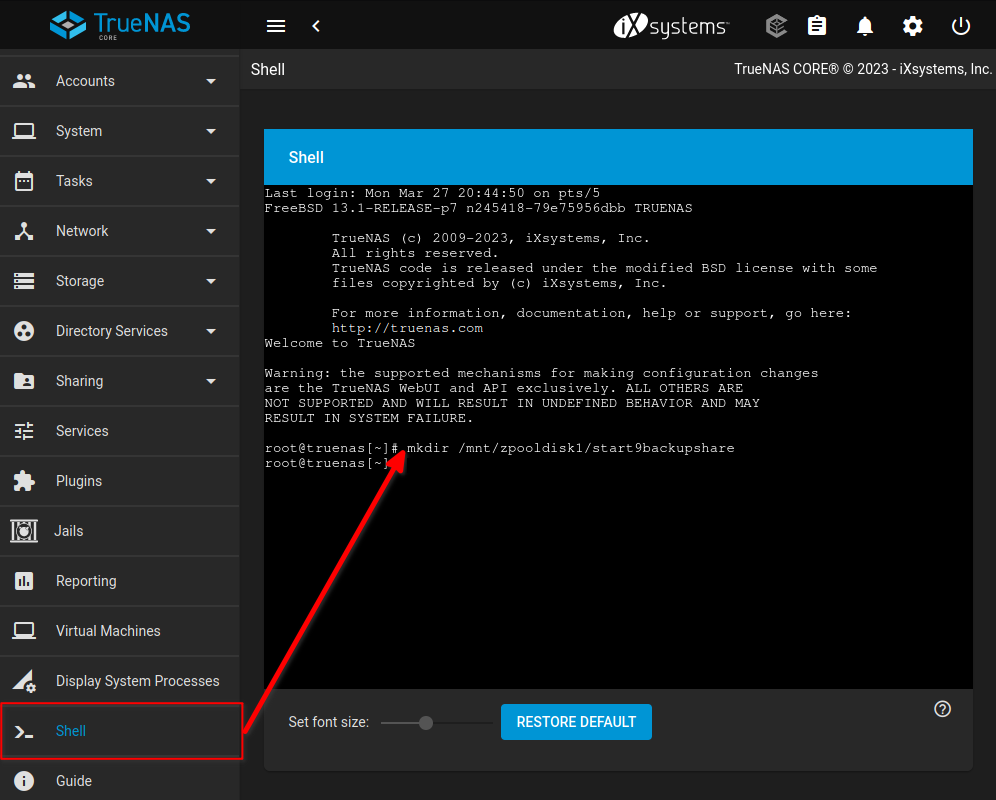 TrueNAS
CORE
iXsystems™
Shell
TrueNAS CORE® © 2023 - iXsystems, Inc.
Accounts
System
Tasks
Network
Storage
Directory Services
Sharing
Services
Plugins
Jails
Reporting
Virtual Machines
Display System Processes
Shell
Guide
Shell
Last login: Mon Mar 27 20:44:50 on pts/5
FreeBSD 13.1-RELEASE-p7 n245418-79e75956dbb TRUENAS
TrueNAS (c) 2009-2023, iXsystems, Inc.
All rights reserved.
TrueNAS code is released under the modified BSD license with some
files copyrighted by (c) iXsystems, Inc.
For more information, documentation, help or support, go here:
http://truenas.com
Welcome to TrueNAS
Warning: the supported mechanisms for making configuration changes
are the TrueNAS WebUI and API exclusively. ALL OTHERS ARE
NOT SUPPORTED AND WILL RESULT IN UNDEFINED BEHAVIOR AND MAY
RESULT IN SYSTEM FAILURE.
root@truenas[~]# mkdir /mnt/zpooldisk1/start9backupshare
root@truenas[~]
Set font size:
RESTORE DEFAULT